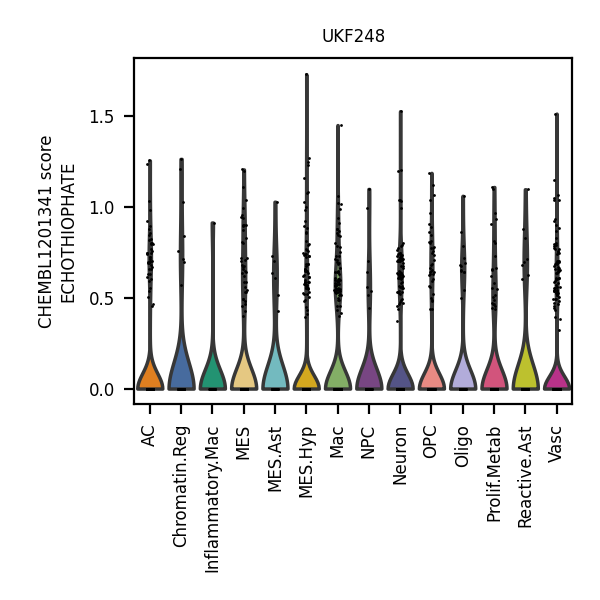 UKF248
CHEMBL1201341 score
ECHOTHIOPHATE
1.5
1.0
0.5
0.0
AC
Chromatin.Reg
Inflammatory.Mac
MES
MES.Ast
MES.Hyp
Mac
NPC
Neuron
OPC
Oligo
Prolif.Metab
Reactive.Ast
Vasc